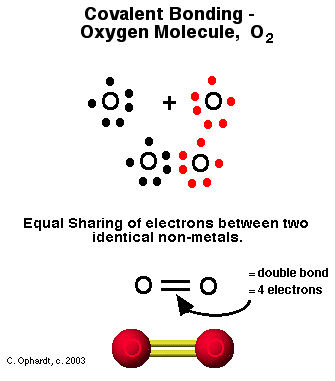 Covalent Bonding -
Oxygen Molecule, O2
O + O
O O
Equal Sharing of electrons between two
identical non-metals.
O = O
= double bond
= 4 electrons
O O
C. Ophardt, c. 2003